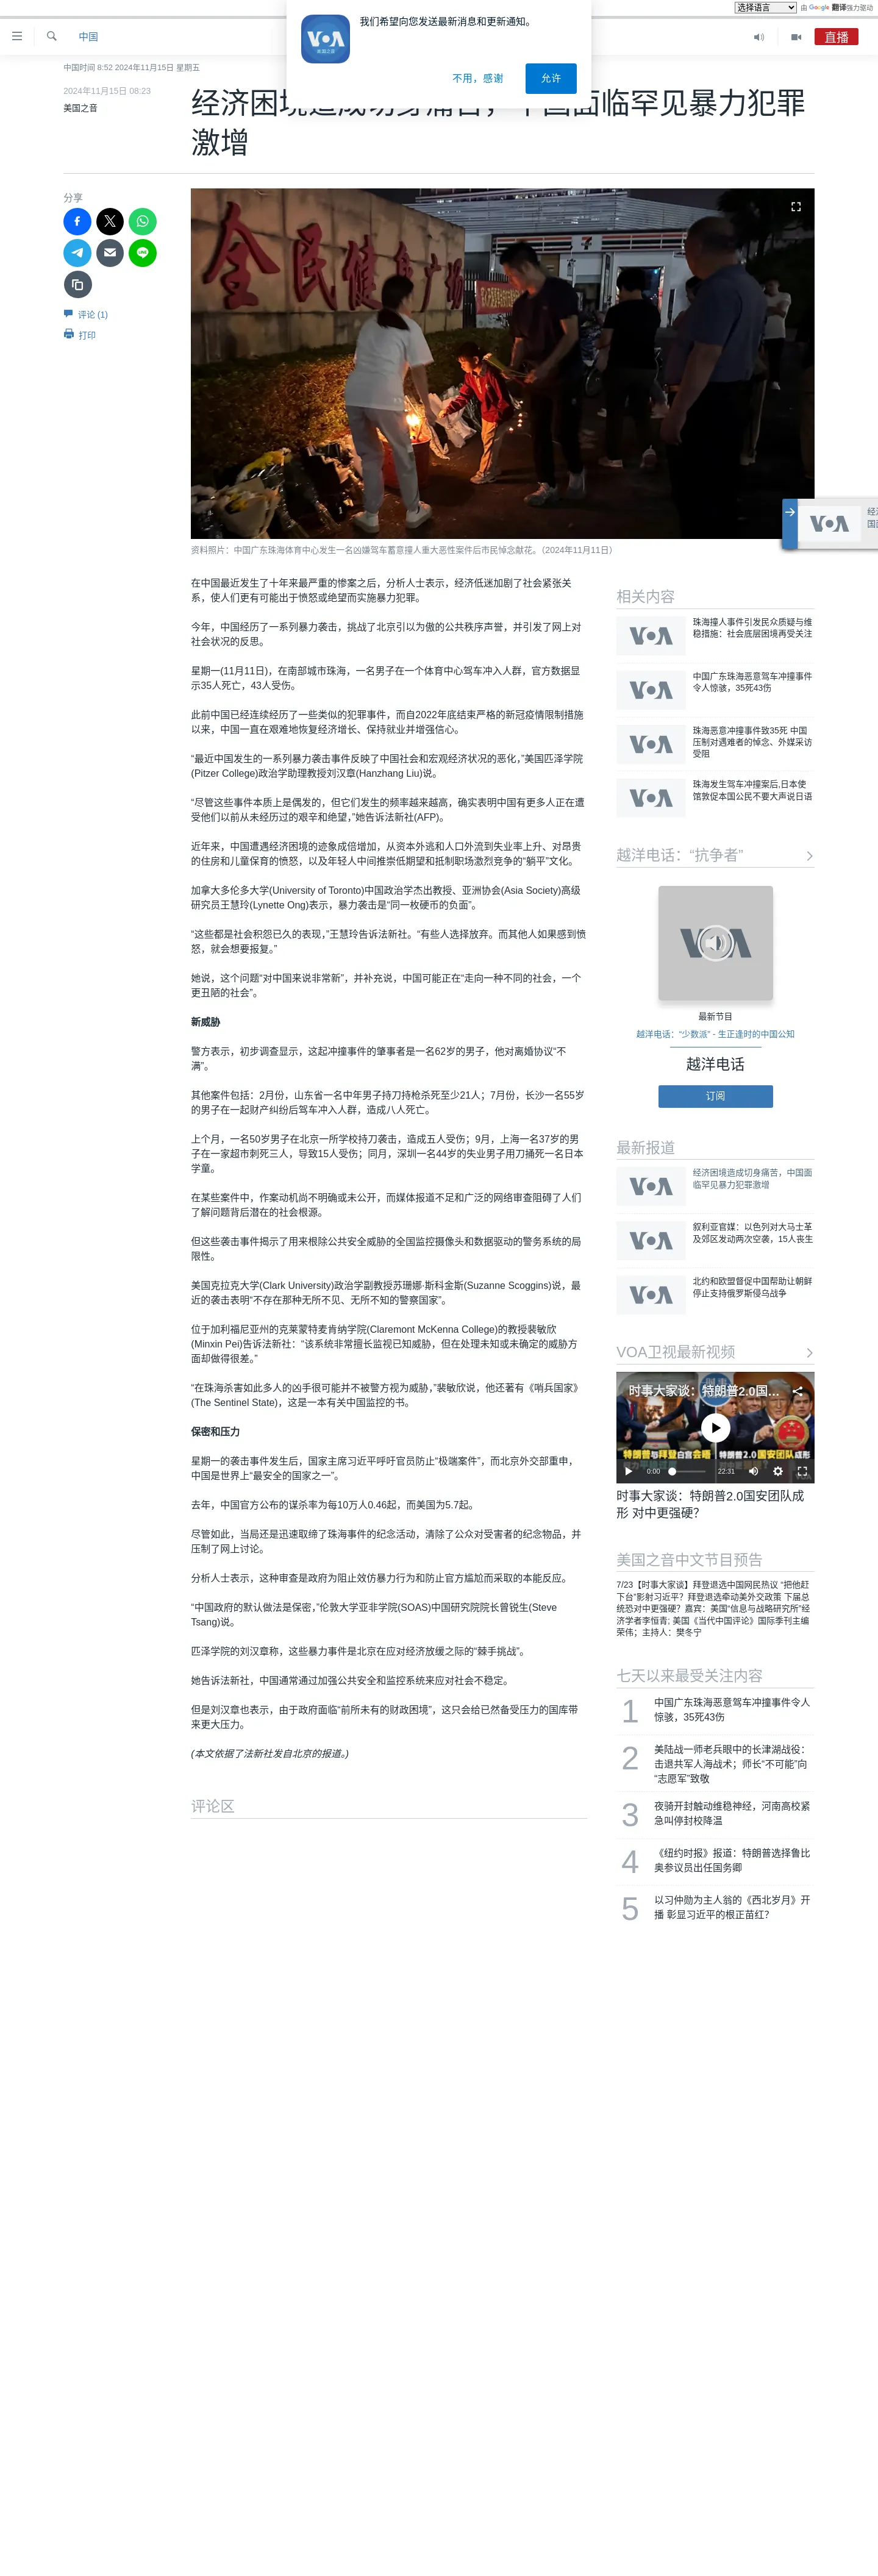 选择语言 由 Google 翻译强力驱动
我们希望向您发送最新消息和更新通知。
VOA
美国之音
不用，感谢 允许
中国
直播
中国时间 8:52 2024年11月15日 星期五
2024年11月15日 08:23
美国之音
激增
分享
评论 (1)
打印
全民
资料照片：中国广东珠海体育中心发生一名凶嫌驾车蓄意撞人重大恶性案件后市民悼念献花。（2024年11月11日）
在中国最近发生了十年来最严重的惨案之后，分析人士表示，经济低迷加剧了社会紧张关
系，使人们更有可能出于愤怒或绝望而实施暴力犯罪。
今年，中国经历了一系列暴力袭击，挑战了北京引以为傲的公共秩序声誉，并引发了网上对
社会状况的反思。
星期一(11月11日)，在南部城市珠海，一名男子在一个体育中心驾车冲入人群，官方数据显
示35人死亡，43人受伤。
此前中国已经连续经历了一些类似的犯罪事件，而自2022年底结束严格的新冠疫情限制措施
以来，中国一直在艰难地恢复经济增长、保持就业并增强信心。
“最近中国发生的一系列暴力袭击事件反映了中国社会和宏观经济状况的恶化，”美国匹泽学院
(Pitzer College)政治学助理教授刘汉章(Hanzhang Liu)说。
“尽管这些事件本质上是偶发的，但它们发生的频率越来越高，确实表明中国有更多人正在遭
受他们以前从未经历过的艰辛和绝望，”她告诉法新社(AFP)。
近年来，中国遭遇经济困境的迹象成倍增加，从资本外逃和人口外流到失业率上升、对昂贵
的住房和儿童保育的愤怒，以及年轻人中间推崇低期望和抵制职场激烈竞争的“躺平”文化。
加拿大多伦多大学(University of Toronto)中国政治学杰出教授、亚洲协会(Asia Society)高级
研究员王慧玲(Lynette Ong)表示，暴力袭击是“同一枚硬币的负面”。
“这些都是社会积怨已久的表现，”王慧玲告诉法新社。“有些人选择放弃。而其他人如果感到愤
怒，就会想要报复。”
她说，这个问题“对中国来说非常新”，并补充说，中国可能正在“走向一种不同的社会，一个
更丑陋的社会”。
新威胁
警方表示，初步调查显示，这起冲撞事件的肇事者是一名62岁的男子，他对离婚协议“不
满”。
其他案件包括：2月份，山东省一名中年男子持刀持枪杀死至少21人；7月份，长沙一名55岁
的男子在一起财产纠纷后驾车冲入人群，造成八人死亡。
上个月，一名50岁男子在北京一所学校持刀袭击，造成五人受伤；9月，上海一名37岁的男
子在一家超市刺死三人，导致15人受伤；同月，深圳一名44岁的失业男子用刀捅死一名日本
学童。
在某些案件中，作案动机尚不明确或未公开，而媒体报道不足和广泛的网络审查阻碍了人们
了解问题背后潜在的社会根源。
但这些袭击事件揭示了用来根除公共安全威胁的全国监控摄像头和数据驱动的警务系统的局
限性。
美国克拉克大学(Clark University)政治学副教授苏珊娜·斯科金斯(Suzanne Scoggins)说，最
近的袭击表明“不存在那种无所不见、无所不知的警察国家”。
位于加利福尼亚州的克莱蒙特麦肯纳学院(Claremont McKenna College)的教授裴敏欣
(Minxin Pei)告诉法新社：“该系统非常擅长监视已知威胁，但在处理未知或未确定的威胁方
面却做得很差。”
“在珠海杀害如此多人的凶手很可能并不被警方视为威胁，”裴敏欣说，他还著有《哨兵国家》
(The Sentinel State)，这是一本有关中国监控的书。
保密和压力
星期一的袭击事件发生后，国家主席习近平呼吁官员防止“极端案件”，而北京外交部重申，
中国是世界上“最安全的国家之一”。
去年，中国官方公布的谋杀率为每10万人0.46起，而美国为5.7起。
尽管如此，当局还是迅速取缔了珠海事件的纪念活动，清除了公众对受害者的纪念物品，并
压制了网上讨论。
分析人士表示，这种审查是政府为阻止效仿暴力行为和防止官方尴尬而采取的本能反应。
“中国政府的默认做法是保密，”伦敦大学亚非学院(SOAS)中国研究院院长曾锐生(Steve
Tsang)说。
匹泽学院的刘汉章称，这些暴力事件是北京在应对经济放缓之际的“棘手挑战”。
她告诉法新社，中国通常通过加强公共安全和监控系统来应对社会不稳定。
但是刘汉章也表示，由于政府面临“前所未有的财政困境”，这只会给已然备受压力的国库带
来更大压力。
(本文依据了法新社发自北京的报道。)
评论区
相关内容
珠海撞人事件引发民众质疑与维
稳措施：社会底层困境再受关注
中国广东珠海恶意驾车冲撞事件
令人惊骇，35死43伤
珠海恶意冲撞事件致35死 中国
压制对遇难者的悼念、外媒采访
受阻
珠海发生驾车冲撞案后,日本使
馆敦促本国公民不要大声说日语
越洋电话：“抗争者”
VOA
最新节目
越洋电话：“少数派” - 生正逢时的中国公知
越洋电话
订阅
最新报道
经济困境造成切身痛苦，中国面
临罕见暴力犯罪激增
叙利亚官媒：以色列对大马士革
及郊区发动两次空袭，15人丧生
北约和欧盟督促中国帮助让朝鲜
停止支持俄罗斯侵乌战争
VOA卫视最新视频
时事大家谈：特朗普2.0国…
特朗普与拜登白宫会晤 特朗普2.0国安团队成形
0:00 22:31
时事大家谈：特朗普2.0国安团队成
形 对中更强硬？
美国之音中文节目预告
7/23【时事大家谈】拜登退选中国网民热议 “把他赶
下台”影射习近平？拜登退选牵动美外交政策 下届总
统恐对中更强硬？嘉宾：美国“信息与战略研究所”经
济学者李恒青; 美国《当代中国评论》国际季刊主编
荣伟；主持人：樊冬宁
七天以来最受关注内容
1 中国广东珠海恶意驾车冲撞事件令人
惊骇，35死43伤
2 美陆战一师老兵眼中的长津湖战役：
击退共军人海战术；师长“不可能”向
“志愿军”致敬
3 夜骑开封触动维稳神经，河南高校紧
急叫停封校降温
4 《纽约时报》报道：特朗普选择鲁比
奥参议员出任国务卿
5 以习仲勋为主人翁的《西北岁月》开
播 彰显习近平的根正苗红？